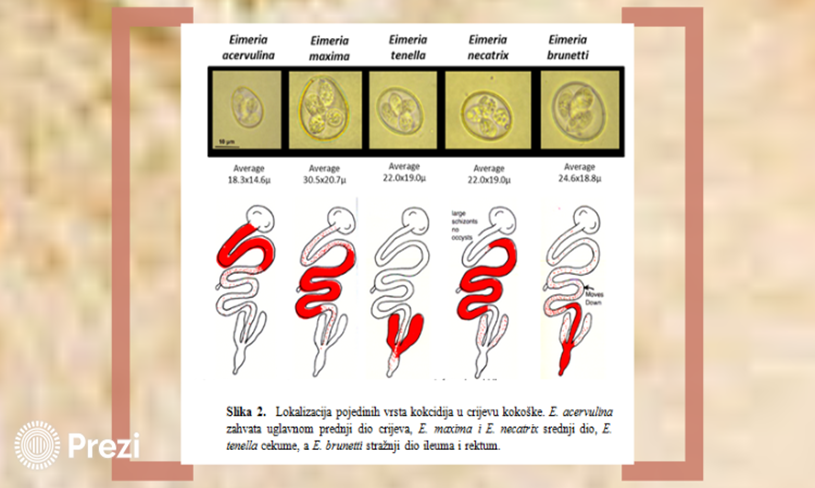 Eimeria acervulina
Eimeria maxima
Eimeria tenella
Eimeria necatrix
Eimeria brunetti
10 µm
Average 18.3x14.6µ
Average 30.5x20.7µ
Average 22.0x19.0µ
Average 22.0x19.0µ
Average 24.6x18.8µ
large
schizonts
no
occysts
Moves
Down
Slika 2. Lokalizacija pojedinih vrsta kokcidija u crijevu kokoške. E. acervulina
zahvata uglavnom prednji dio crijeva, E. maxima i E. necatrix srednji dio, E.
tenella cekume, a E. brunetti stražnji dio ileuma i rektum.
Prezi